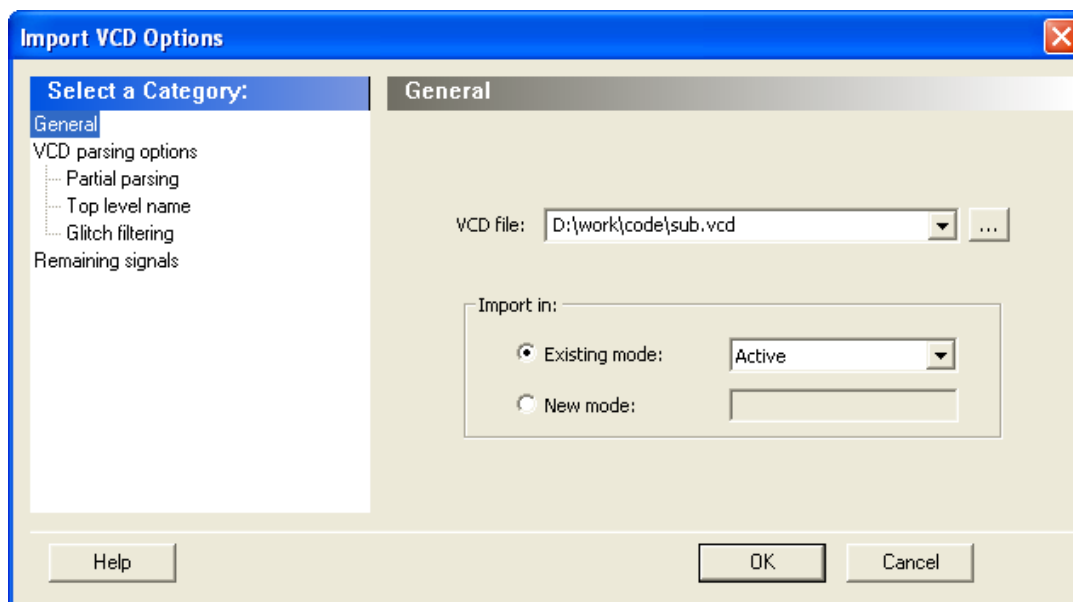 Import VCD Options
Select a Category:
General
VCD parsing options
Partial parsing
Top level name
Glitch filtering
Remaining signals
General
VCD file: D:\work\code\sub.vcd ...
Import in:
Existing mode: Active
New mode:
Help OK Cancel